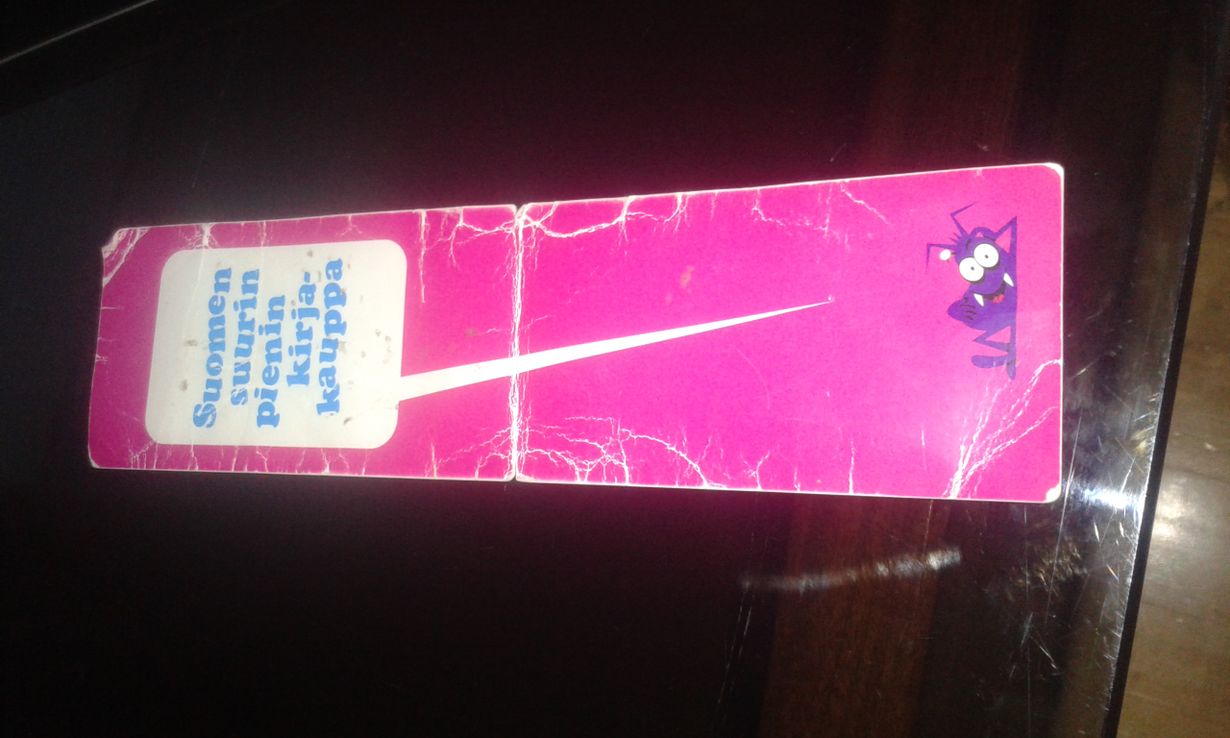 Suomen
suurin
pienin
kirja-
kauppa